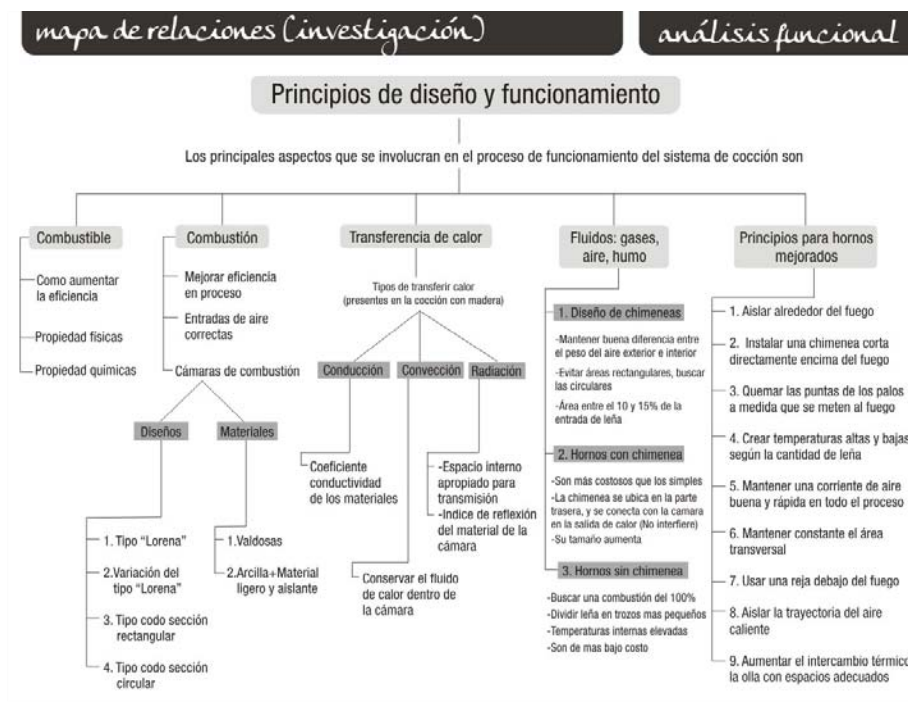 mapa de relaciones (investigación)
análisis funcional
Principios de diseño y funcionamiento
Los principales aspectos que se involucran en el proceso de funcionamiento del sistema de cocción son
Combustible
Como aumentar
la eficiencia
Propiedad físicas
Propiedad químicas
Combustión
Mejorar eficiencia
en proceso
Entradas de aire
correctas
Cámaras de combustión
Diseños
1. Tipo “Lorena”
2.Variación del
tipo “Lorena”
3. Tipo codo sección
rectangular
4. Tipo codo sección
circular
Materiales
1.Valdosas
2.Arcilla+Material
ligero y aislante
Transferencia de calor
Tipos de transferir calor
(presentes en la cocción con madera)
Conducción
Coeficiente
conductividad
de los materiales
Convección
Conservar el fluido
de calor dentro de
la cámara
Radiación
-Espacio interno
apropiado para
transmisión
-Indice de reflexión
del material de la
cámara
Fluidos: gases,
aire, humo
1. Diseño de chimeneas
-Mantener buena diferencia entre
el peso del aire exterior e interior
-Evitar áreas rectangulares, buscar
las circulares
-Área entre el 10 y 15% de la
entrada de leña
2. Hornos con chimenea
-Son más costosos que los simples
-La chimenea se ubica en la parte
trasera, y se conecta con la camara
en la salida de calor (No interfiere)
-Su tamaño aumenta
3. Hornos sin chimenea
-Buscar una combustión del 100%
-Dividir leña en trozos mas pequeños
-Temperaturas internas elevadas
-Son de mas bajo costo
Principios para hornos
mejorados
1. Aislar alrededor del fuego
2. Instalar una chimenea corta
directamente encima del fuego
3. Quemar las puntas de los palos
a medida que se meten al fuego
4. Crear temperaturas altas y bajas
según la cantidad de leña
5. Mantener una corriente de aire
buena y rápida en todo el proceso
6. Mantener constante el área
transversal
7. Usar una reja debajo del fuego
8. Aislar la trayectoria del aire
caliente
9. Aumentar el intercambio térmico
la olla con espacios adecuados